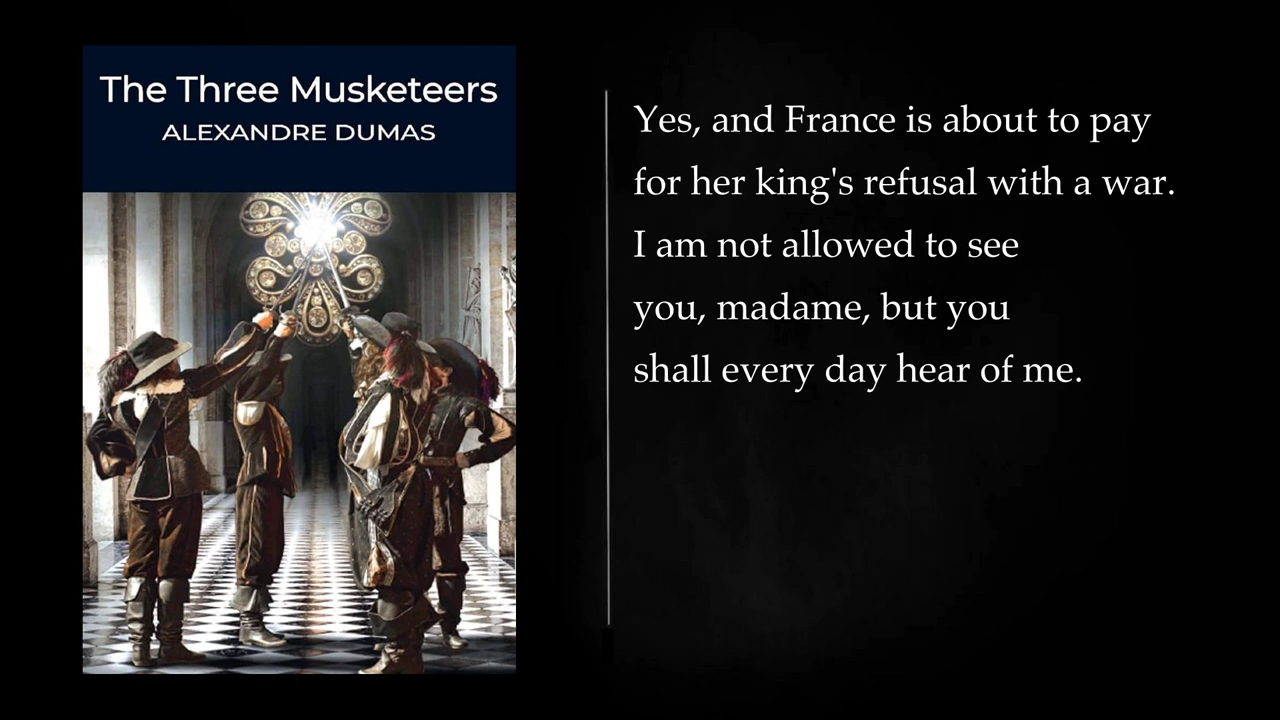 The Three Musketeers
ALEXANDRE DUMAS
Yes, and France is about to pay
for her king's refusal with a war.
I am not allowed to see
you, madame, but you
shall every day hear of me.